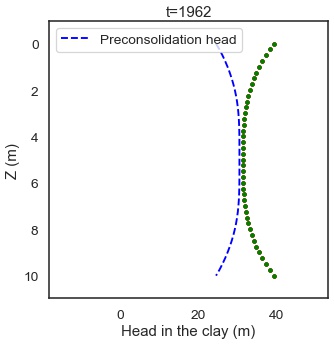 t=1962
Preconsolidation head
0
2
4
6
8
10
Z (m)
0
20
40
Head in the clay (m)